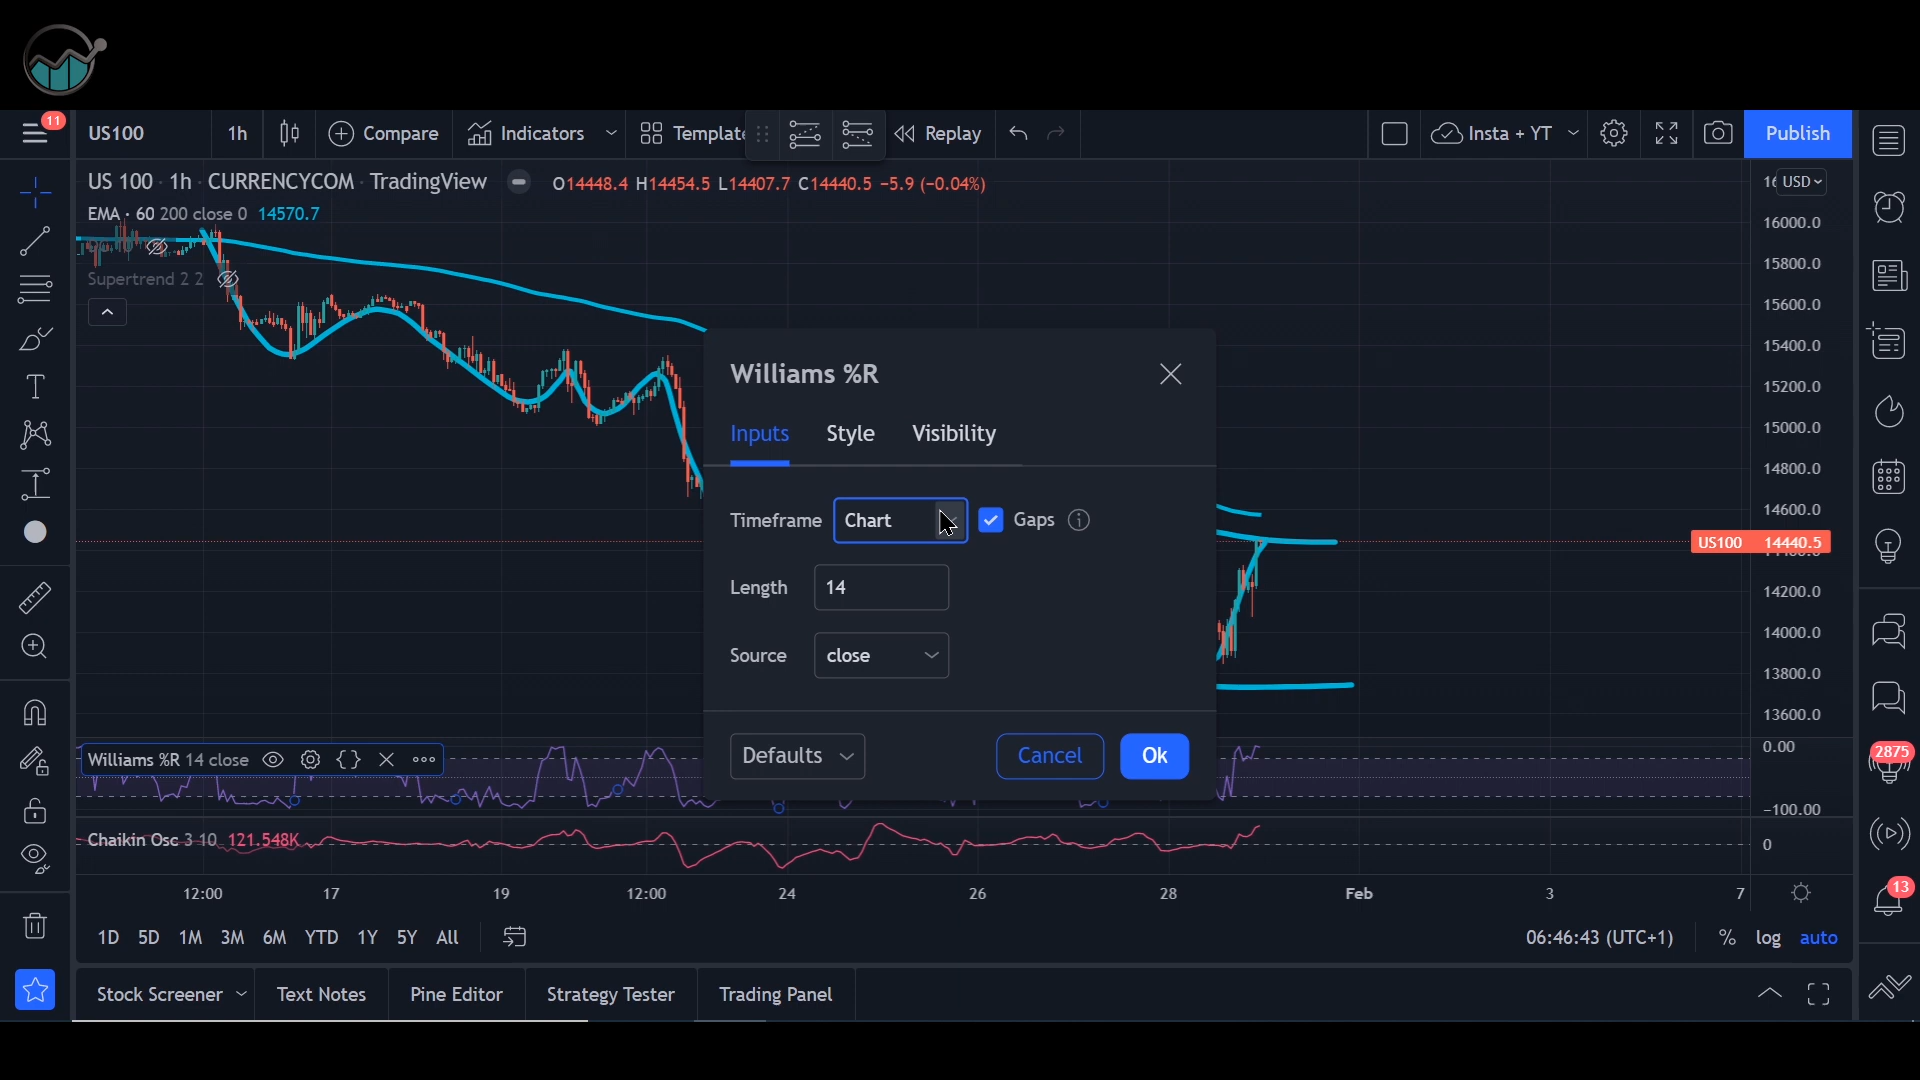 11
US100
1h
Compare
Indicators
Replay
Insta + YT
Publish
US 100 · 1h · CURRENCYCOM · TradingView
O14448.4 H14454.5 L14407.7 C14440.5 -5.9 (-0.04%)
USD
EMA · 60 200 close 0 14570.7
Supertrend 2 2
16000.0
15800.0
15600.0
15400.0
15200.0
15000.0
14800.0
14600.0
US100 14440.5
14200.0
14000.0
13800.0
13600.0
Williams %R
Inputs Style Visibility
Timeframe Chart Gaps
Length 14
Source close
Defaults Cancel Ok
Williams %R 14 close
0.00
-100.00
2875
Chaikin Osc 3 10 121.548K
0
12:00 17 19 12:00 24 26 28 Feb 3 7
13
1D 5D 1M 3M 6M YTD 1Y 5Y All
06:46:43 (UTC+1) % log auto
Stock Screener Text Notes Pine Editor Strategy Tester Trading Panel